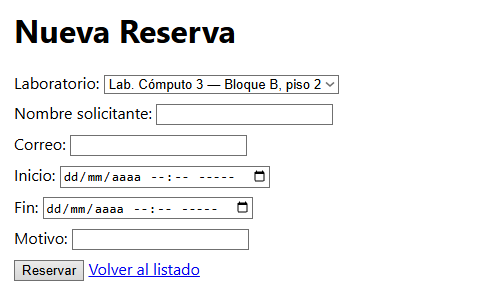 Nueva Reserva
Laboratorio: Lab. Cómputo 3 — Bloque B, piso 2
Nombre solicitante:
Correo:
Inicio: dd/mm/aaaa --:-- -----
Fin: dd/mm/aaaa --:-- -----
Motivo:
Reservar Volver al listado